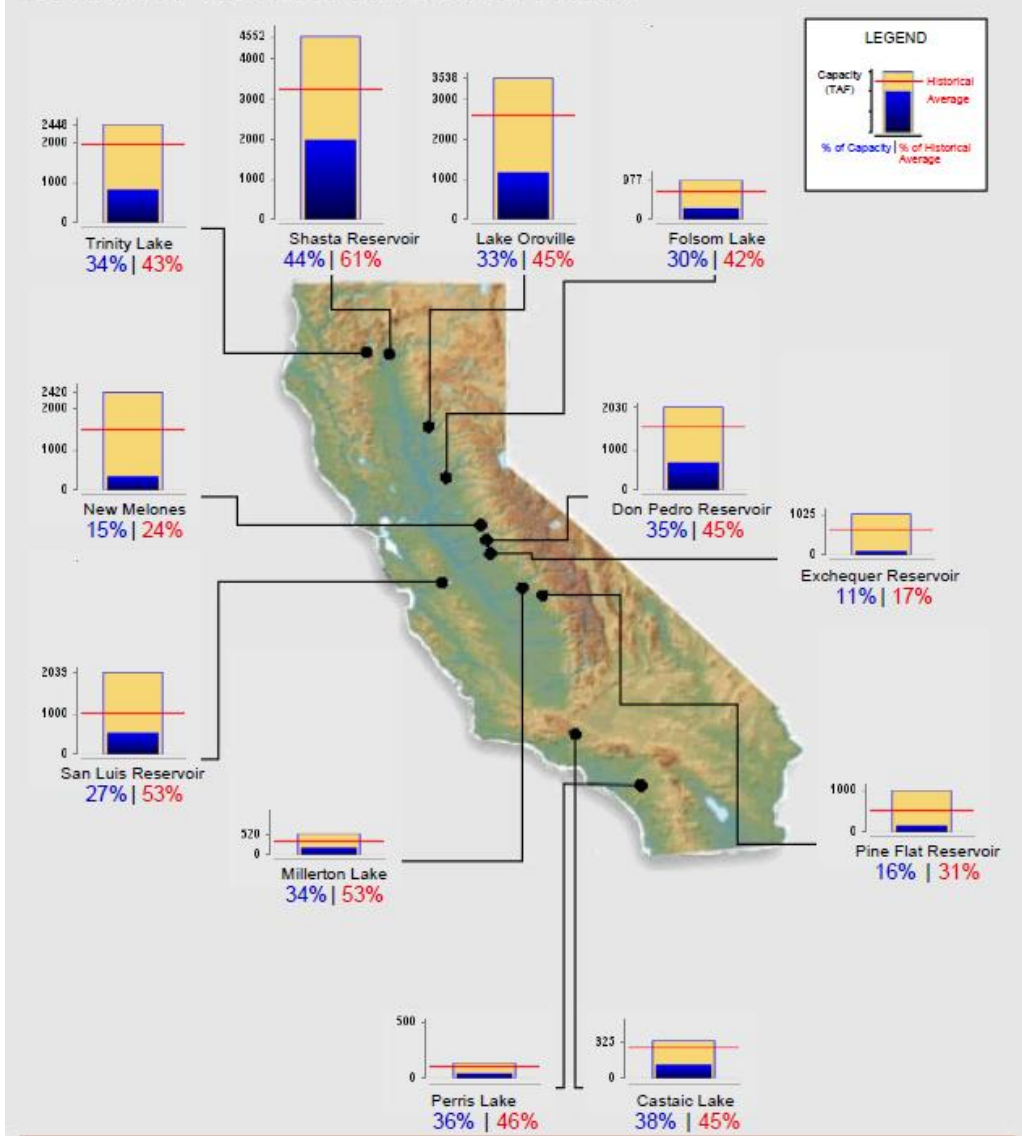 LEGEND
Capacity
(TAF)
Historical
Average
% of Capacity | % of Historical
Average
2448
2000
1000
0
Trinity Lake
34% | 43%
4552
4000
3000
2000
1000
0
Shasta Reservoir
44% | 61%
3538
3000
2000
1000
0
Lake Oroville
33% | 45%
977
0
Folsom Lake
30% | 42%
2420
2000
1000
0
New Melones
15% | 24%
2030
1000
0
Don Pedro Reservoir
35% | 45%
1025
0
Exchequer Reservoir
11% | 17%
2039
1000
0
San Luis Reservoir
27% | 53%
520
0
Millerton Lake
34% | 53%
1000
0
Pine Flat Reservoir
16% | 31%
500
0
Perris Lake
36% | 46%
325
0
Castaic Lake
38% | 45%